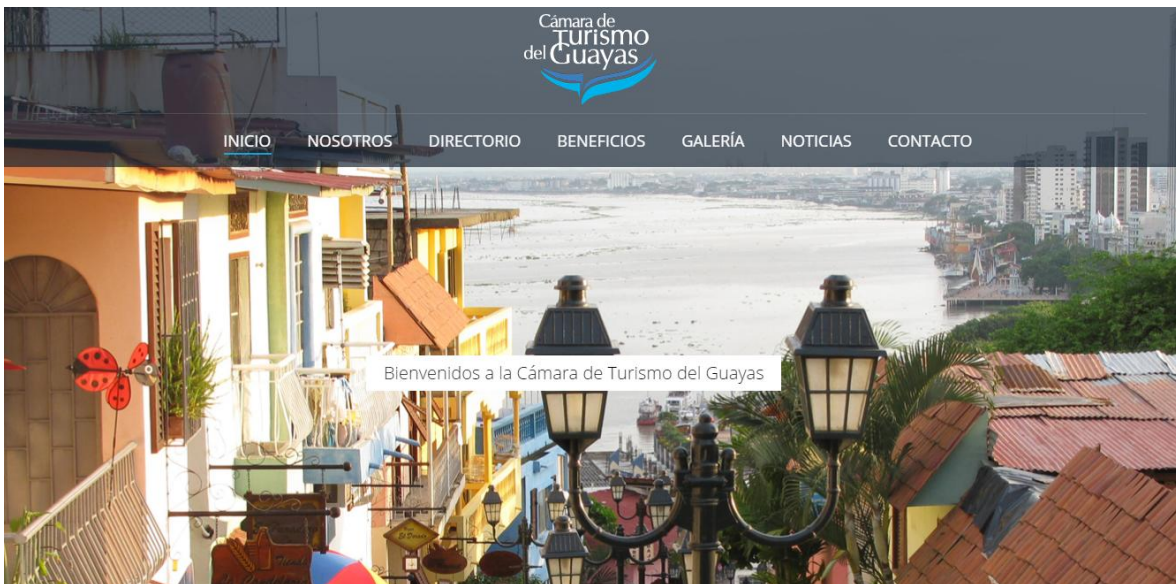 Cámara de
Turismo
del Guayas
INICIO NOSOTROS DIRECTORIO BENEFICIOS GALERÍA NOTICIAS CONTACTO
Bienvenidos a la Cámara de Turismo del Guayas